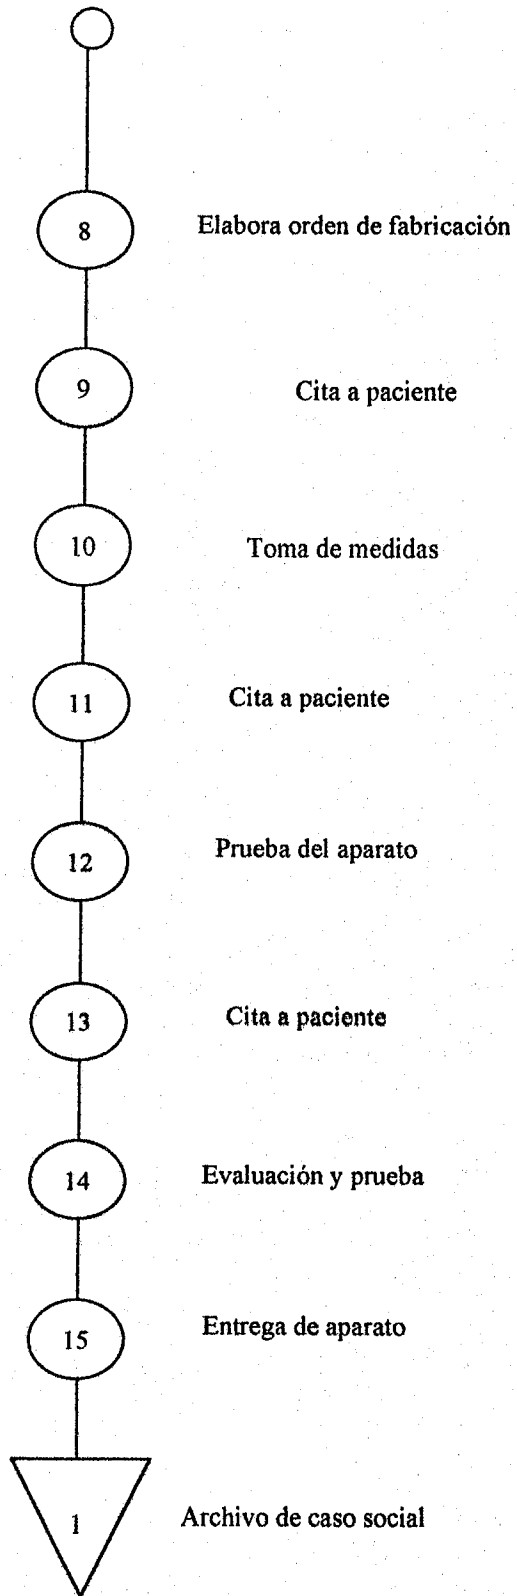 8 Elabora orden de fabricación
9 Cita a paciente
10 Toma de medidas
11 Cita a paciente
12 Prueba del aparato
13 Cita a paciente
14 Evaluación y prueba
15 Entrega de aparato
1 Archivo de caso social